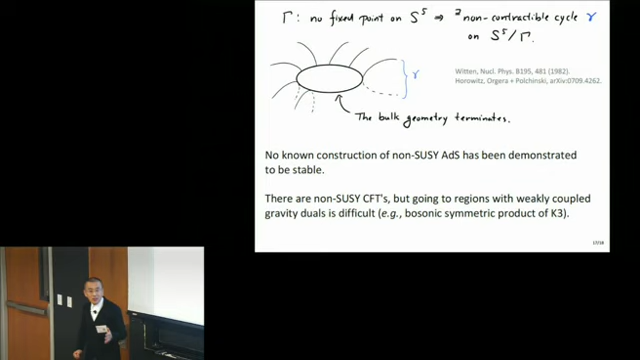 Γ : no fixed point on S⁵ ⇒ ∃ non-contractible cycle γ
on S⁵/Γ.
γ
Witten, Nucl. Phys. B195, 481 (1982).
Horowitz, Orgera + Polchinski, arXiv:0709.4262.
The bulk geometry terminates.
No known construction of non-SUSY AdS has been demonstrated
to be stable.
There are non-SUSY CFT's, but going to regions with weakly coupled
gravity duals is difficult (e.g., bosonic symmetric product of K3).
17/18